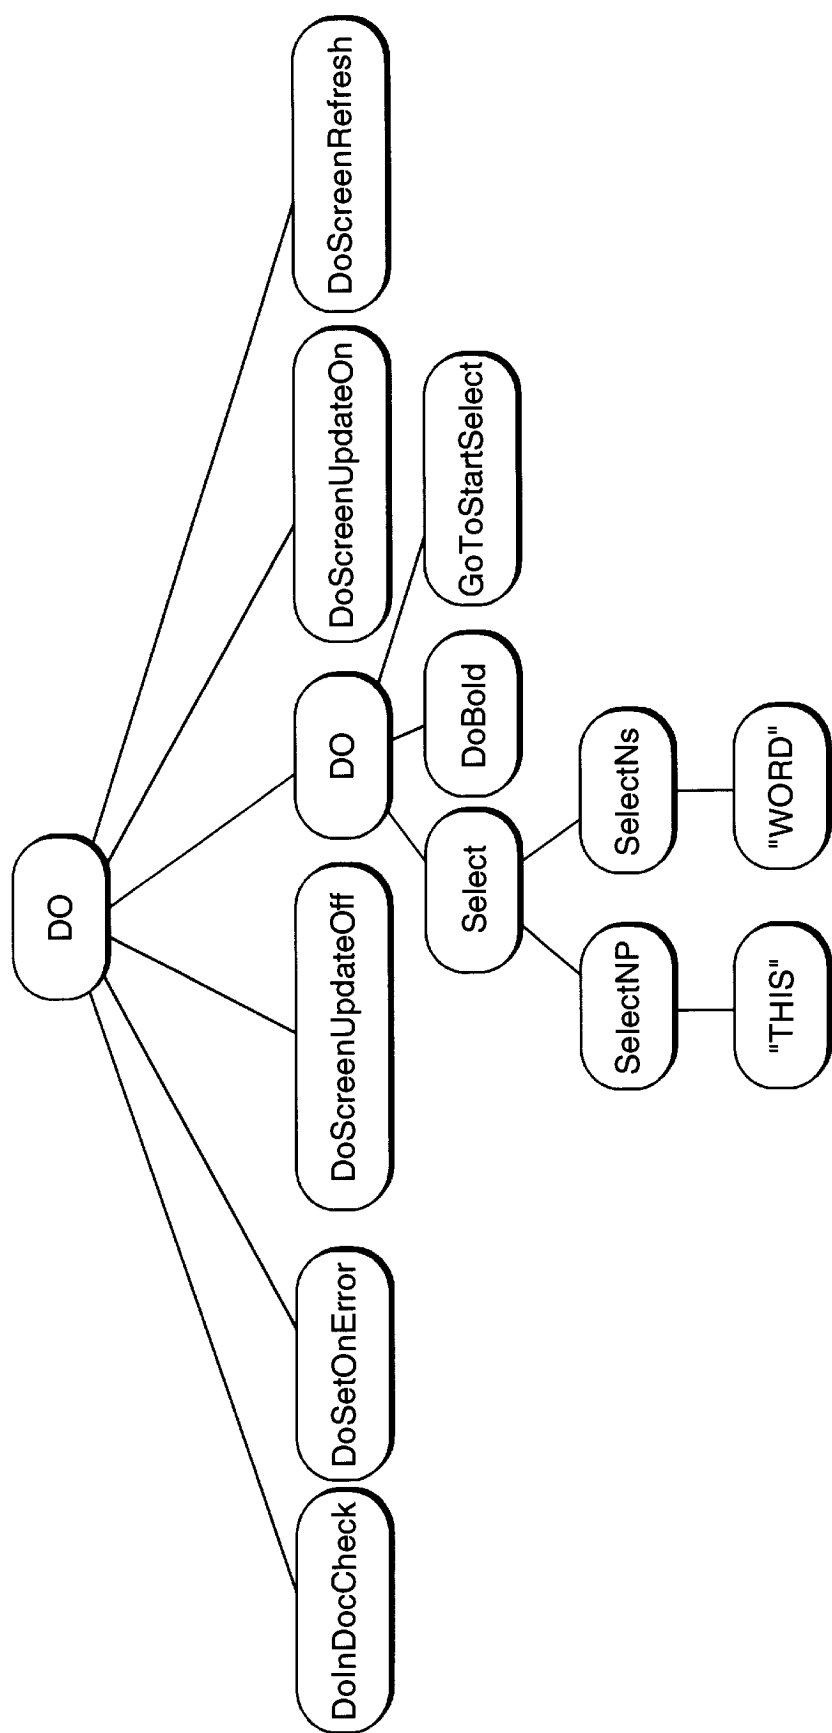 DO
DoInDocCheck
DoSetOnError
DoScreenUpdateOff
DO
DoScreenUpdateOn
DoScreenRefresh
Select
DoBold
GoToStartSelect
SelectNP
SelectNs
"THIS"
"WORD"